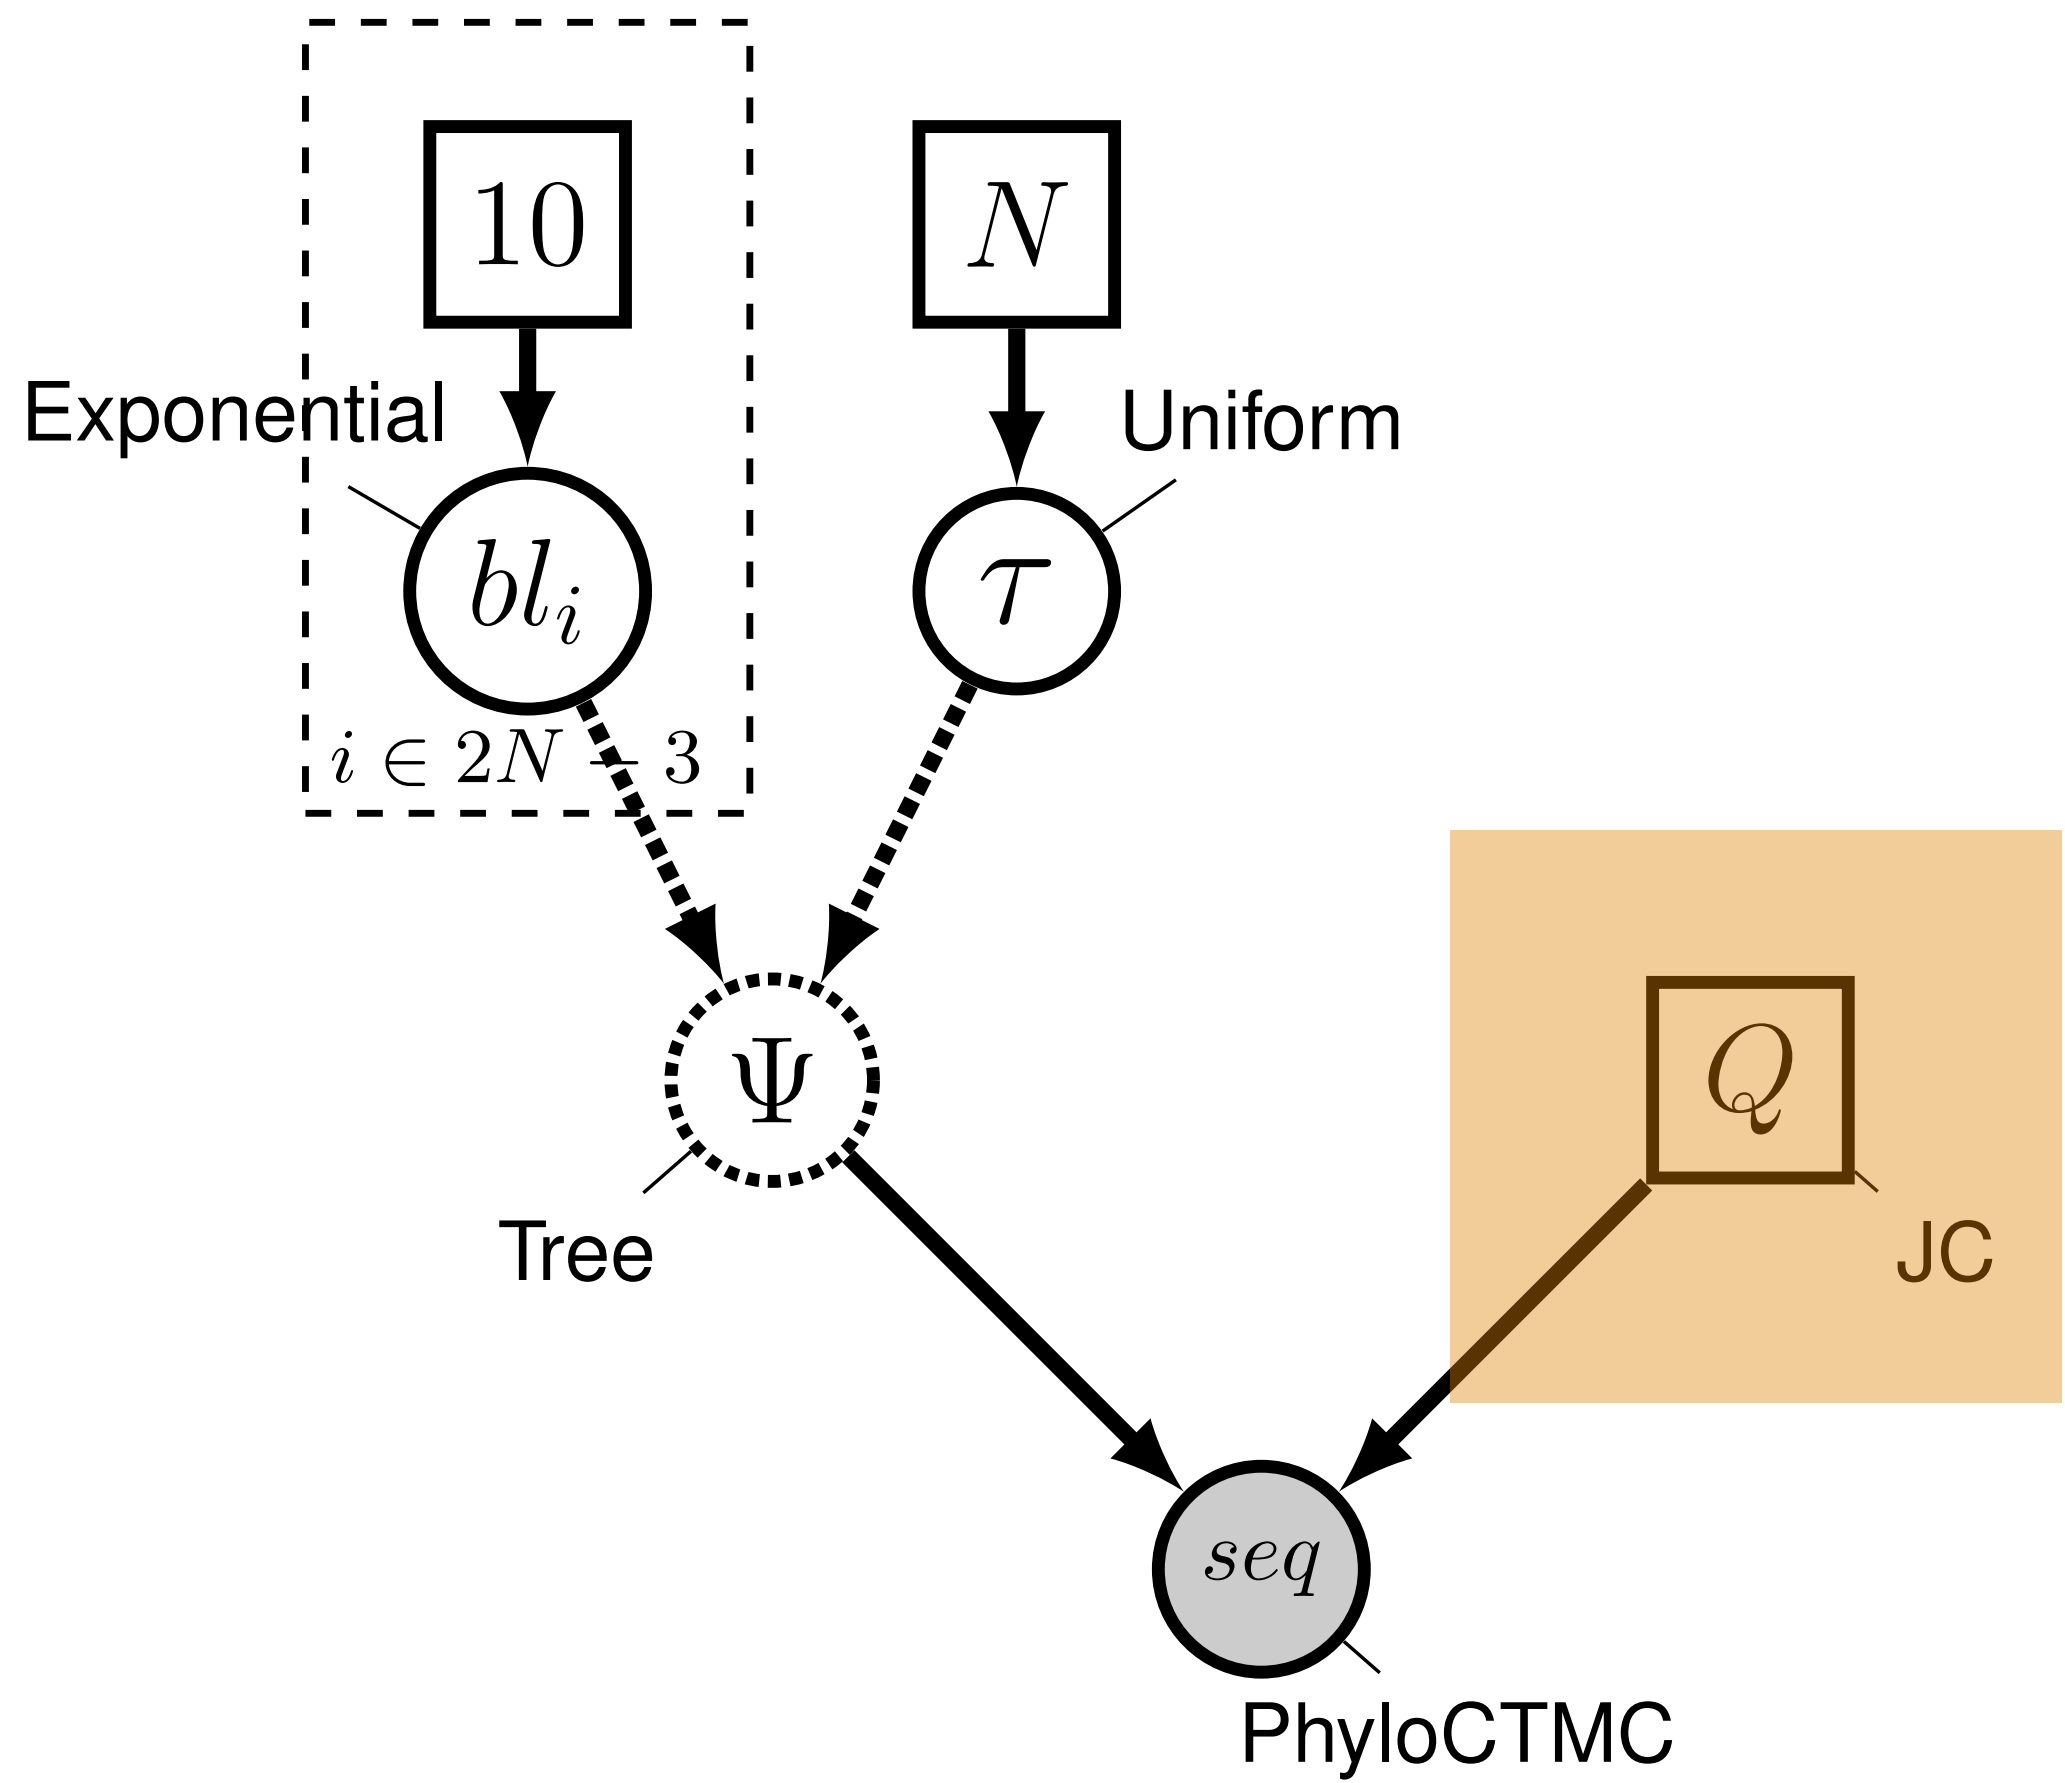 10
N
Exponential
Uniform
bl_i
τ
i ∈ 2N − 3
Ψ
Q
Tree
JC
seq
PhyloCTMC